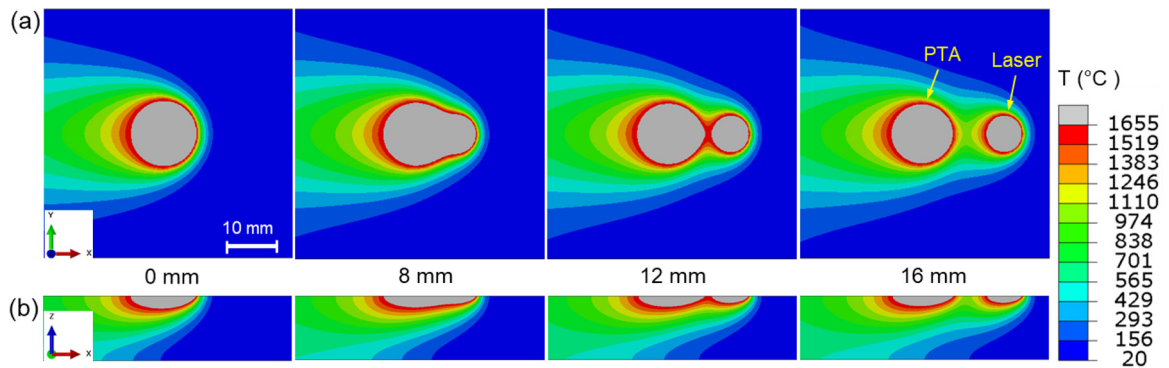 (a)
PTA
Laser
T (°C )
1655
1519
1383
1246
1110
974
838
701
565
429
156
20
Y
X
10 mm
0 mm
8 mm
12 mm
16 mm
(b)
Z
X